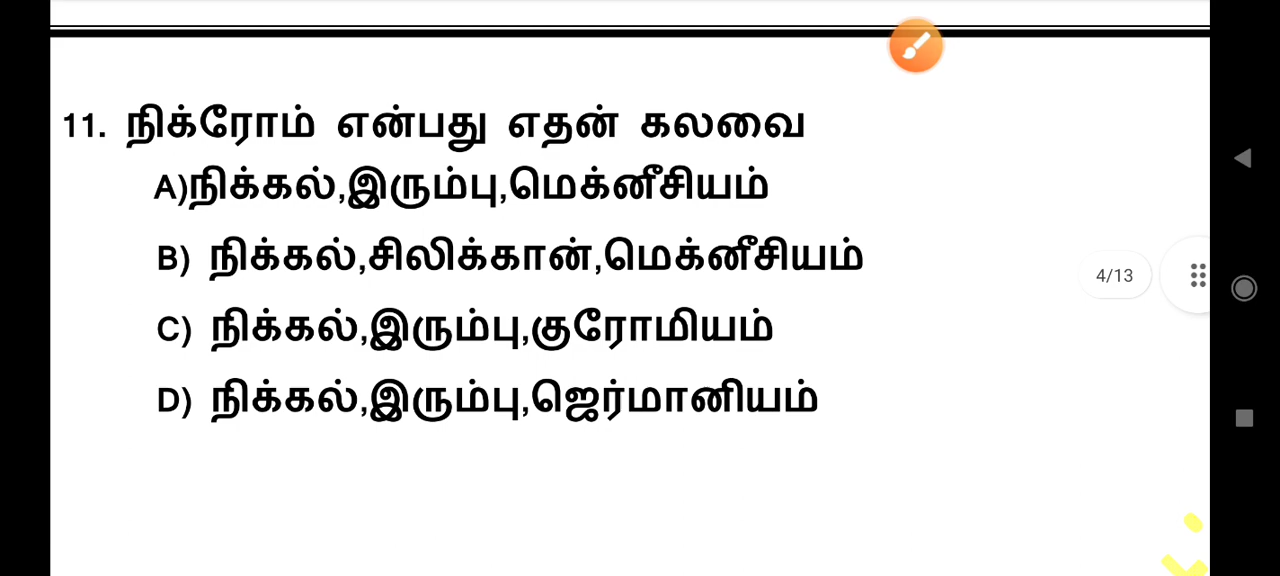 11. நிக்ரோம் என்பது எதன் கலவை
A)நிக்கல்,இரும்பு,மெக்னீசியம்
B) நிக்கல்,சிலிக்கான்,மெக்னீசியம்
4/13
C) நிக்கல்,இரும்பு,குரோமியம்
D) நிக்கல்,இரும்பு,ஜெர்மானியம்